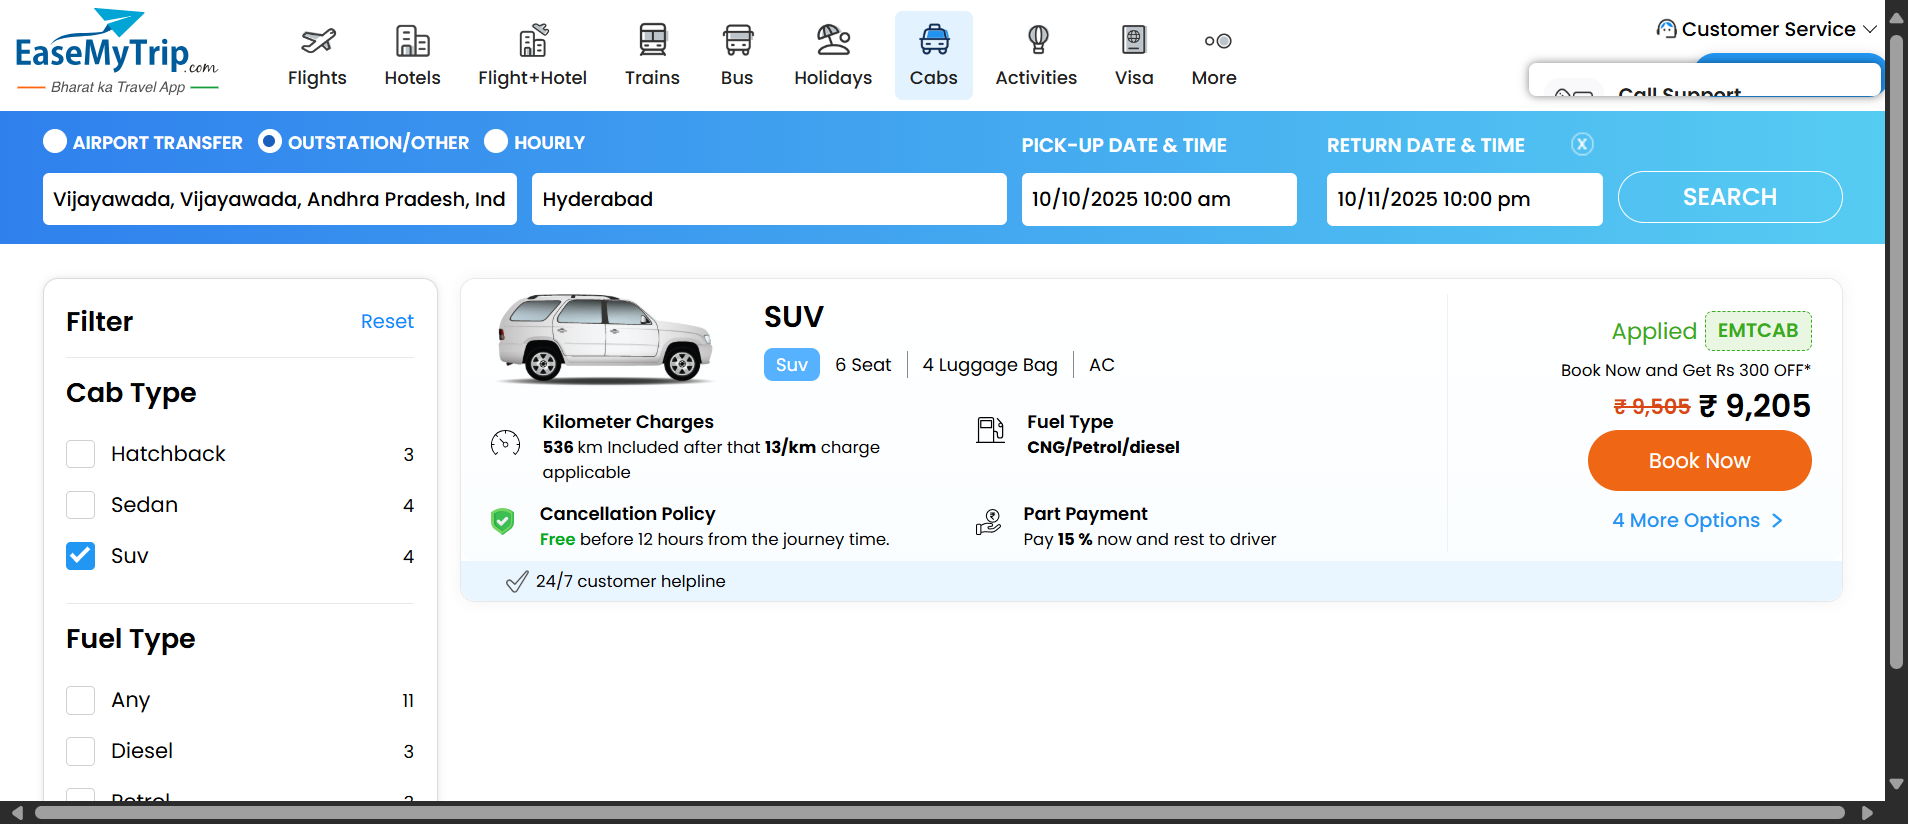 EaseMyTrip.com
Bharat ka Travel App
Flights
Hotels
Flight+Hotel
Trains
Bus
Holidays
Cabs
Activities
Visa
More
Customer Service
Call Support
AIRPORT TRANSFER
OUTSTATION/OTHER
HOURLY
PICK-UP DATE & TIME
RETURN DATE & TIME
X
Vijayawada, Vijayawada, Andhra Pradesh, Ind
Hyderabad
10/10/2025 10:00 am
10/11/2025 10:00 pm
SEARCH
Filter
Reset
Cab Type
Hatchback 3
Sedan 4
Suv 4
Fuel Type
Any 11
Diesel 3
Petrol
SUV
Suv 6 Seat 4 Luggage Bag AC
Kilometer Charges
536 km Included after that 13/km charge
applicable
Fuel Type
CNG/Petrol/diesel
Cancellation Policy
Free before 12 hours from the journey time.
Part Payment
Pay 15 % now and rest to driver
24/7 customer helpline
Applied EMTCAB
Book Now and Get Rs 300 OFF*
₹ 9,505 ₹ 9,205
Book Now
4 More Options